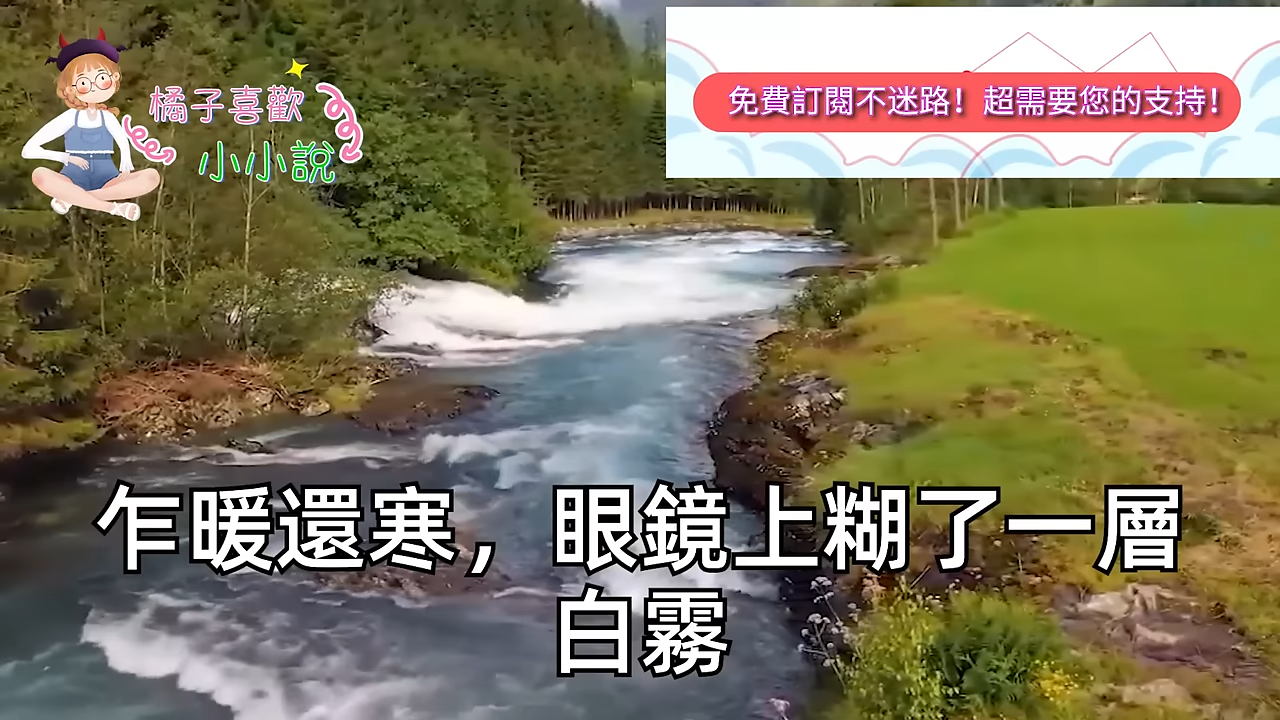 橘子喜歡
小小說
免費訂閱不迷路！超需要您的支持！
乍暖還寒，眼鏡上糊了一層
白霧